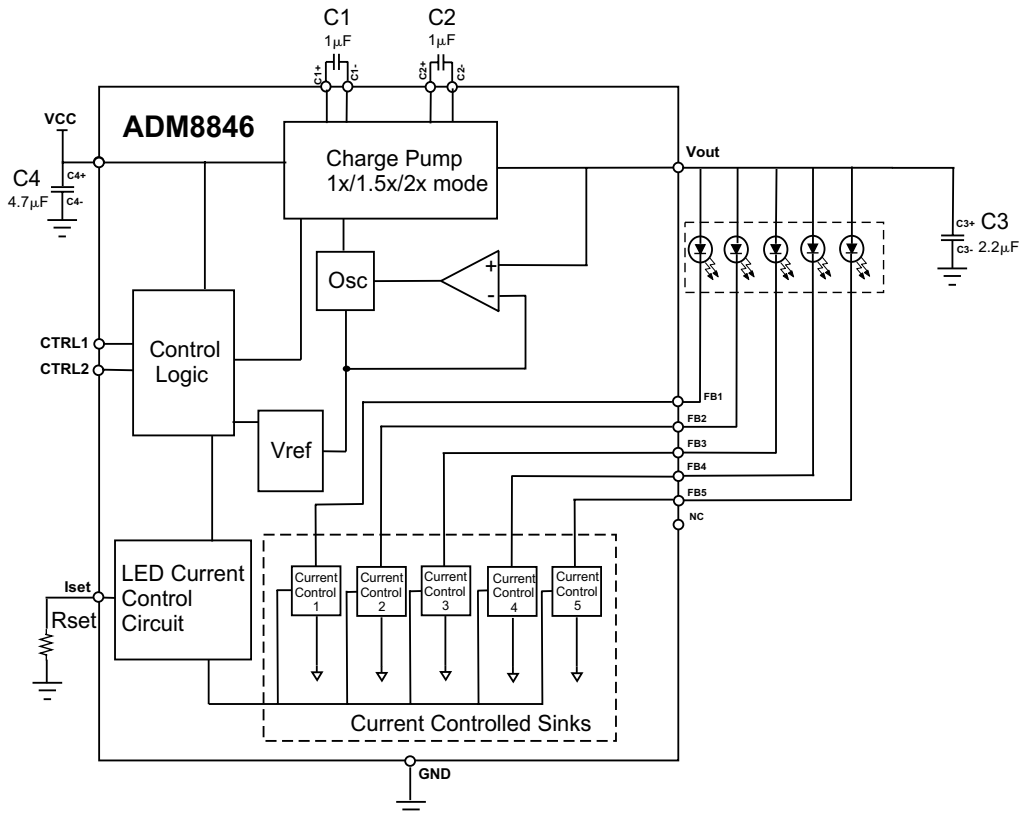 C1
1µF
C1+
C1-
C2
1µF
C2+
C2-
ADM8846
VCC
C4
4.7µF
C4+
C4-
Charge Pump
1x/1.5x/2x mode
Vout
C3+
C3-
C3
2.2µF
Osc
+
-
CTRL1
CTRL2
Control
Logic
Vref
FB1
FB2
FB3
FB4
FB5
NC
Iset
Rset
LED Current
Control
Circuit
Current
Control
1
Current
Control
2
Current
Control
3
Current
Control
4
Current
Control
5
Current Controlled Sinks
GND